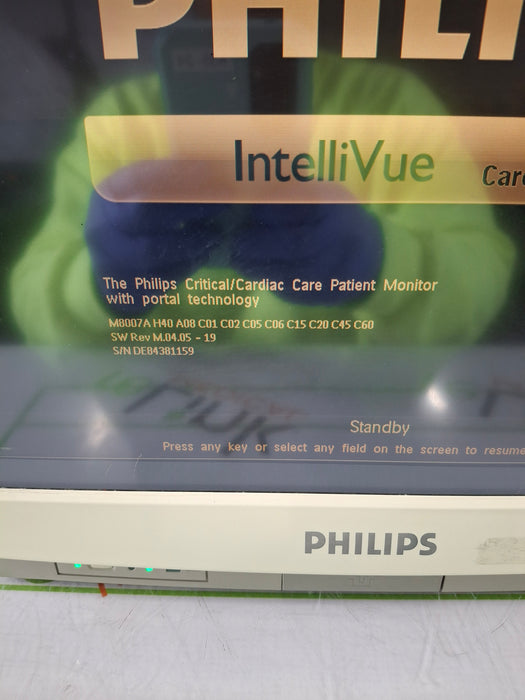 PHILI
IntelliVue
Care
The Philips Critical/Cardiac Care Patient Monitor
with portal technology
M8007A H40 A08 C01 C02 C05 C06 C15 C20 C45 C60
SW Rev M.04.05 - 19
S/N DE84381159
Standby
Press any key or select any field on the screen to resume
PHILIPS